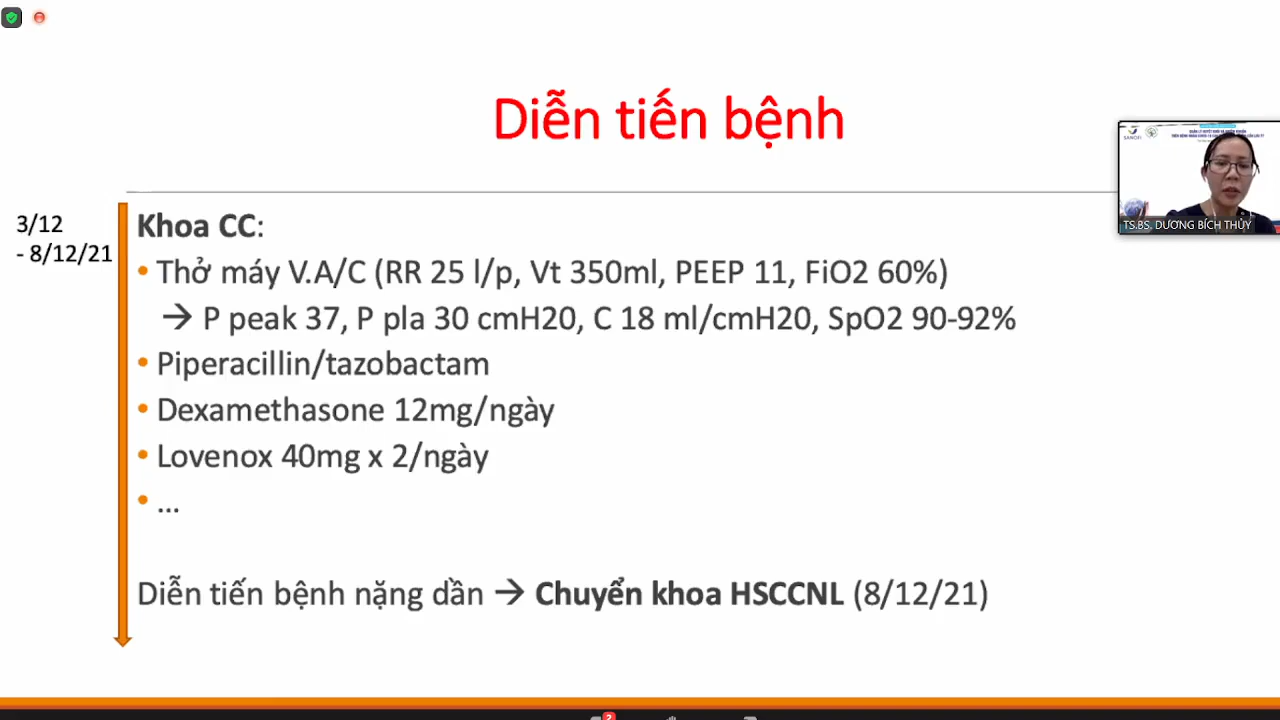 Diễn tiến bệnh
3/12
- 8/12/21
Khoa CC:
• Thở máy V.A/C (RR 25 l/p, Vt 350ml, PEEP 11, FiO2 60%)
→ P peak 37, P pla 30 cmH20, C 18 ml/cmH20, SpO2 90-92%
• Piperacillin/tazobactam
• Dexamethasone 12mg/ngày
• Lovenox 40mg x 2/ngày
• ...
Diễn tiến bệnh nặng dần → Chuyển khoa HSCCNL (8/12/21)
SANOFI
TS.BS. DƯƠNG BÍCH THỦY
2